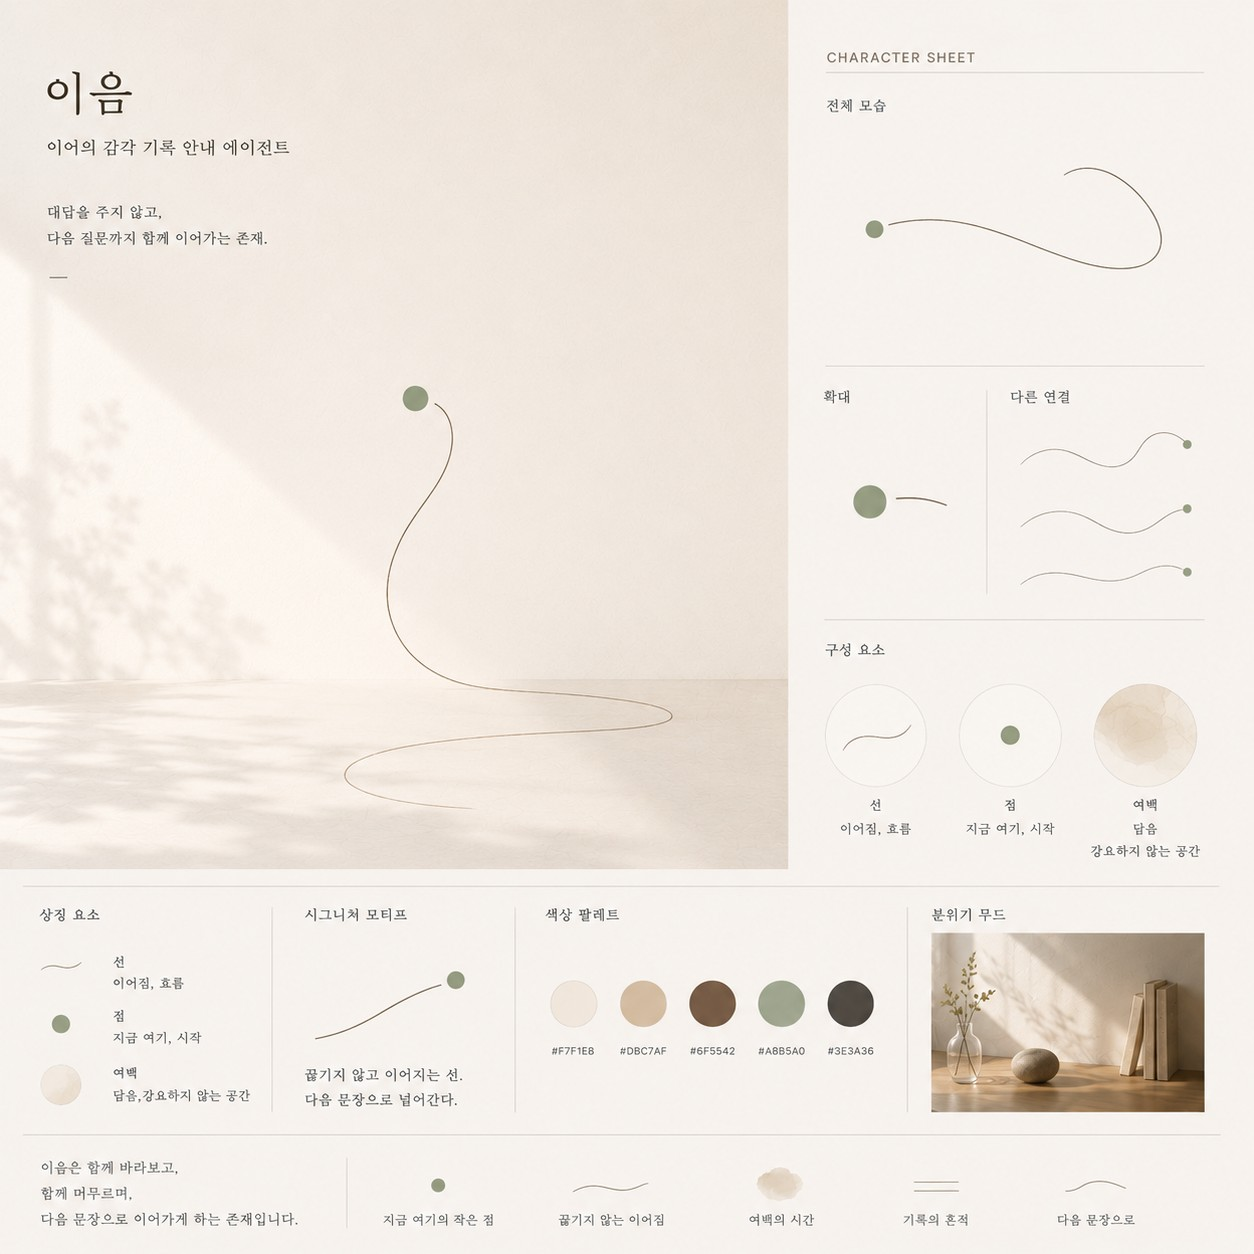 이음
이어의 감각 기록 안내 에이전트
대답을 주지 않고,
다음 질문까지 함께 이어가는 존재.
CHARACTER SHEET
전체 모습
확대
다른 연결
구성 요소
선
이어짐, 흐름
점
지금 여기, 시작
여백
담음
강요하지 않는 공간
상징 요소
선
이어짐, 흐름
점
지금 여기, 시작
여백
담음,강요하지 않는 공간
시그니처 모티프
끊기지 않고 이어지는 선.
다음 문장으로 넘어간다.
색상 팔레트
#F7F1EB
#DBC7AF
#6F5542
#A8B5A0
#3E3A36
분위기 무드
이음은 함께 바라보고,
함께 머무르며,
다음 문장으로 이어가게 하는 존재입니다.
지금 여기의 작은 점
끊기지 않는 이어짐
여백의 시간
기록의 흔적
다음 문장으로